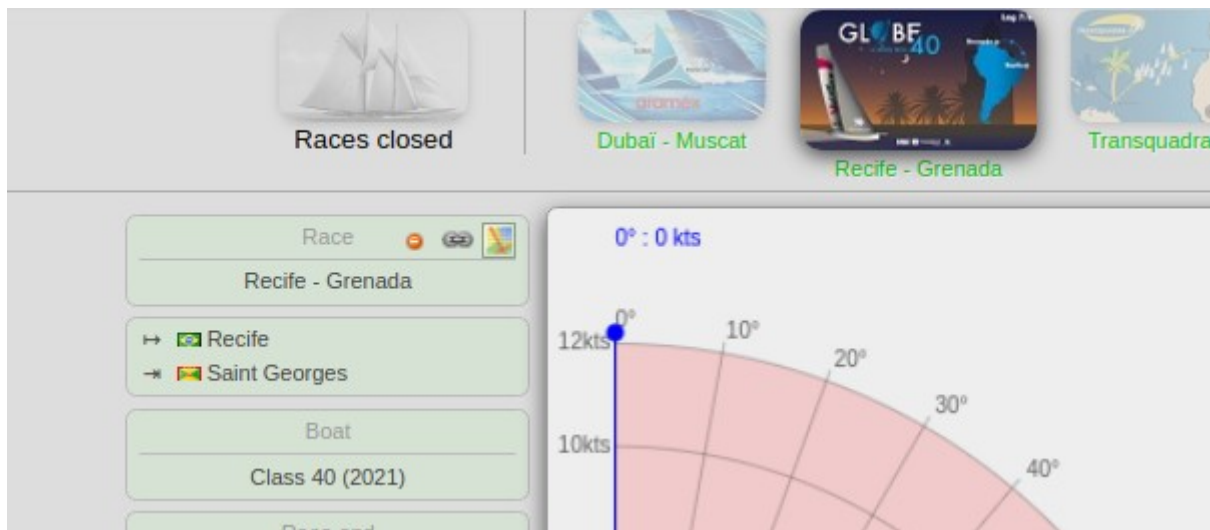 GLOBE
40
aramex
Races closed
Dubaï - Muscat
Recife - Grenada
Transquadra
Race
Recife - Grenada
Recife
Saint Georges
Boat
Class 40 (2021)
0° : 0 kts
0°
10°
20°
30°
40°
12kts
10kts